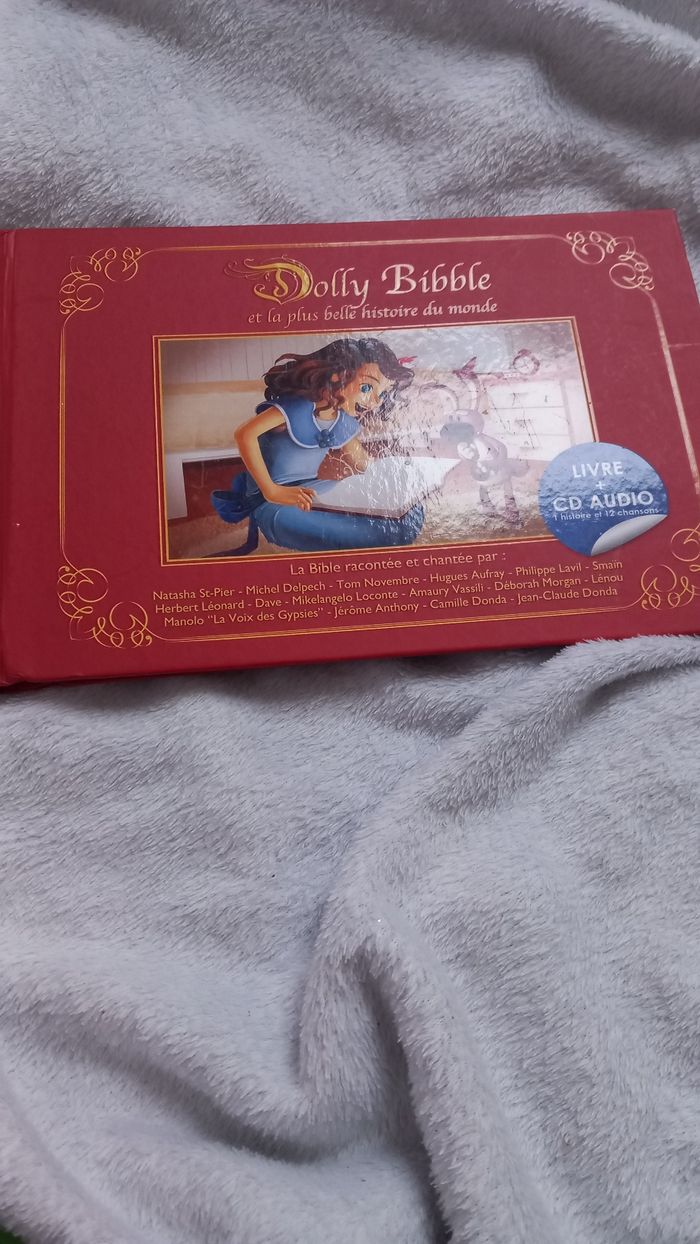 Dolly Bibble
et la plus belle histoire du monde
LIVRE
+
CD AUDIO
1 histoire et 12 chansons
La Bible racontée et chantée par :
Natasha St-Pier - Michel Delpech - Tom Novembre - Hugues Aufray - Philippe Lavil - Smain
Herbert Léonard - Dave - Mikelangelo Loconte - Amaury Vassili - Déborah Morgan - Lénou
Manolo "La Voix des Gypsies" - Jérôme Anthony - Camille Donda - Jean-Claude Donda